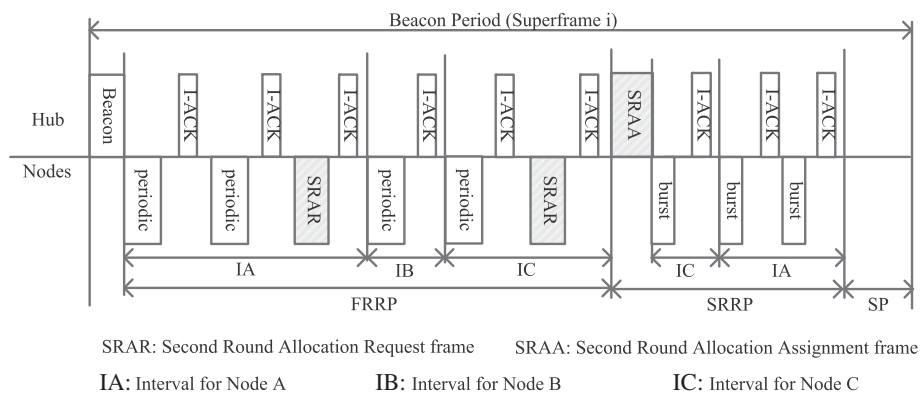 Beacon Period (Superframe i)
Hub
Beacon
I-ACK
I-ACK
I-ACK
I-ACK
I-ACK
I-ACK
SRAA
I-ACK
I-ACK
I-ACK
Nodes
periodic
periodic
SRAR
periodic
periodic
SRAR
burst
burst
burst
IA
IB
IC
IC
IA
FRRP
SRRP
SP
SRAR: Second Round Allocation Request frame
SRAA: Second Round Allocation Assignment frame
IA: Interval for Node A
IB: Interval for Node B
IC: Interval for Node C